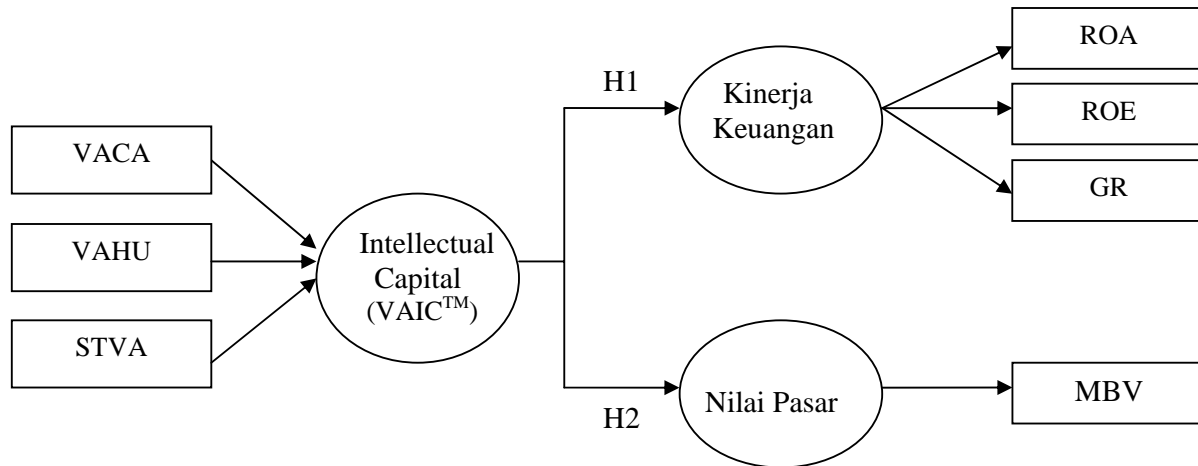 VACA
VAHU
STVA
Intellectual
Capital
(VAIC™)
H1
H2
Kinerja
Keuangan
Nilai Pasar
ROA
ROE
GR
MBV